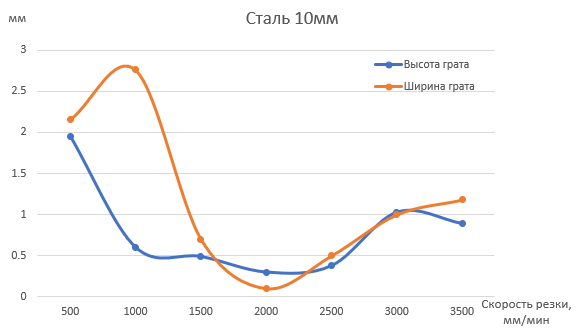 мм
Сталь 10мм
3
2.5
2
1.5
1
0.5
0
Высота грата
Ширина грата
500 1000 1500 2000 2500 3000 3500
Скорость резки,
мм/мин